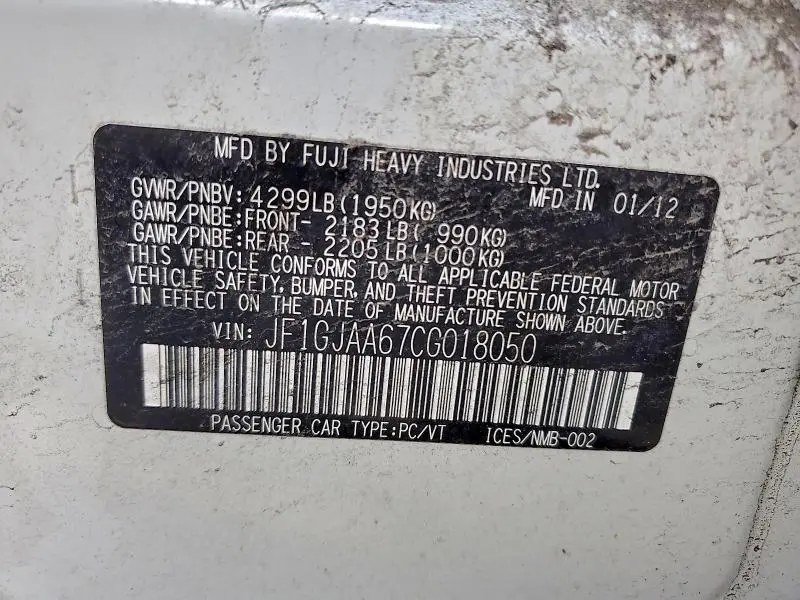 MFD BY FUJI HEAVY INDUSTRIES LTD.
GVWR/PNBV: 4299LB(1950KG) MFD IN 01/12
GAWR/PNBE:FRONT- 2183LB( 990KG)
GAWR/PNBE:REAR - 2205LB(1000KG)
THIS VEHICLE CONFORMS TO ALL APPLICABLE FEDERAL MOTOR
VEHICLE SAFETY, BUMPER, AND THEFT PREVENTION STANDARDS
IN EFFECT ON THE DATE OF MANUFACTURE SHOWN ABOVE.
VIN: JF1GJAA67CG018050
PASSENGER CAR TYPE:PC/VT ICES/NMB-002